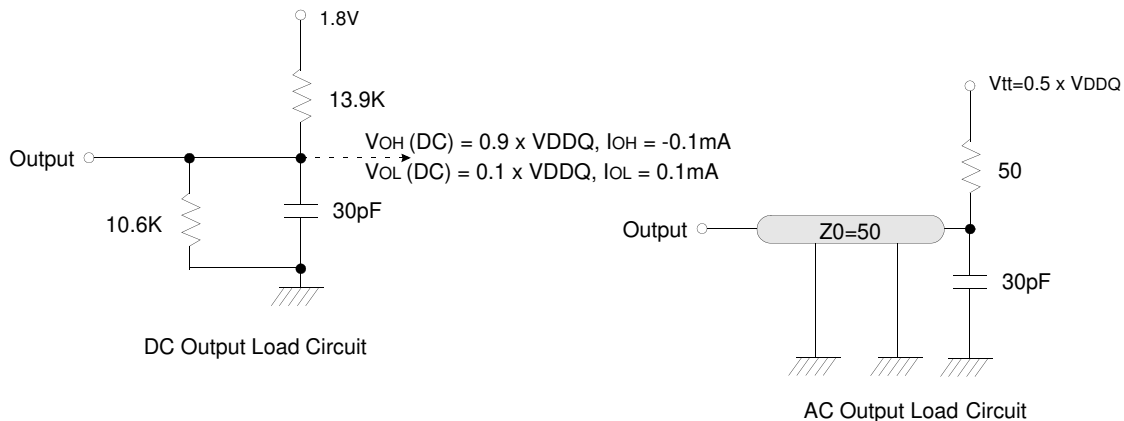 1.8V
13.9K
VOH (DC) = 0.9 x VDDQ, IOH = -0.1mA
Output
VOL (DC) = 0.1 x VDDQ, IOL = 0.1mA
10.6K
30pF
DC Output Load Circuit
Vtt=0.5 x VDDQ
50
Output
Z0=50
30pF
AC Output Load Circuit